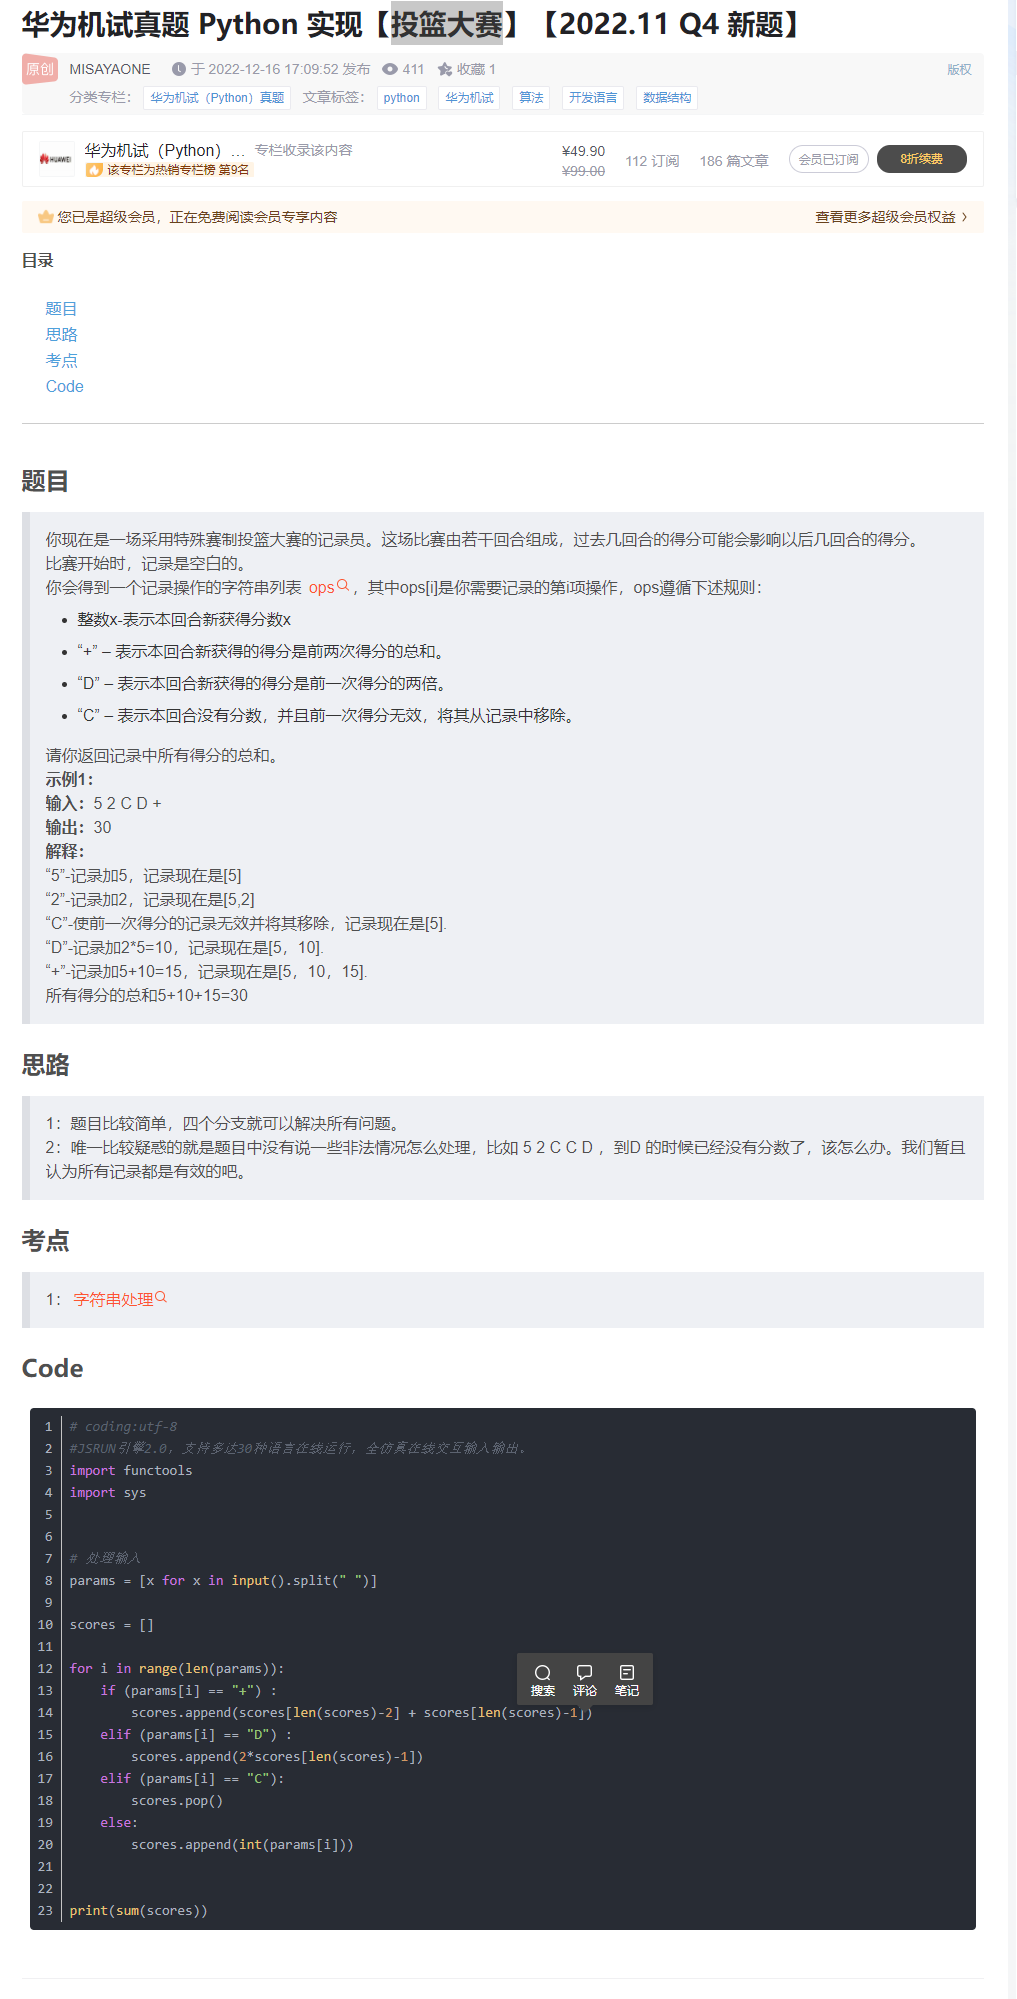 华为机试真题 Python 实现【投篮大赛】【2022.11 Q4 新题】
原创 MISAYAONE 于 2022-12-16 17:09:52 发布 411 收藏 1 版权
分类专栏： 华为机试（Python）真题 文章标签： python 华为机试 算法 开发语言 数据结构
HUAWEI 华为机试（Python）... 专栏收录该内容 ¥49.90 112 订阅 186 篇文章 会员已订阅 8折续费
该专栏为热销专栏榜 第9名 ¥99.00
您已是超级会员，正在免费阅读会员专享内容 查看更多超级会员权益
目录
题目
思路
考点
Code
题目
你现在是一场采用特殊赛制投篮大赛的记录员。这场比赛由若干回合组成，过去几回合的得分可能会影响以后几回合的得分。
比赛开始时，记录是空白的。
你会得到一个记录操作的字符串列表 ops，其中ops[i]是你需要记录的第i项操作，ops遵循下述规则：
• 整数x-表示本回合新获得分数x
• “+” – 表示本回合新获得的得分是前两次得分的总和。
• “D” – 表示本回合新获得的得分是前一次得分的两倍。
• “C” – 表示本回合没有分数，并且前一次得分无效，将其从记录中移除。
请你返回记录中所有得分的总和。
示例1：
输入：5 2 C D +
输出：30
解释：
“5”-记录加5，记录现在是[5]
“2”-记录加2，记录现在是[5,2]
“C”-使前一次得分的记录无效并将其移除，记录现在是[5].
“D”-记录加2*5=10，记录现在是[5，10].
“+”-记录加5+10=15，记录现在是[5，10，15].
所有得分的总和5+10+15=30
思路
1：题目比较简单，四个分支就可以解决所有问题。
2：唯一比较疑惑的就是题目中没有说一些非法情况怎么处理，比如 5 2 C C D ，到D 的时候已经没有分数了，该怎么办。我们暂且
认为所有记录都是有效的吧。
考点
1： 字符串处理
Code
1 # coding:utf-8
2 #JSRUN引擎2.0，支持多达30种语言在线运行，全仿真在线交互输入输出。
3 import functools
4 import sys
5
6
7 # 处理输入
8 params = [x for x in input().split(" ")]
9
10 scores = []
11
12 for i in range(len(params)):
13 if (params[i] == "+") :
14 scores.append(scores[len(scores)-2] + scores[len(scores)-1])
15 elif (params[i] == "D") :
16 scores.append(2*scores[len(scores)-1])
17 elif (params[i] == "C"):
18 scores.pop()
19 else:
20 scores.append(int(params[i]))
21
22
23 print(sum(scores))
搜索 评论 笔记